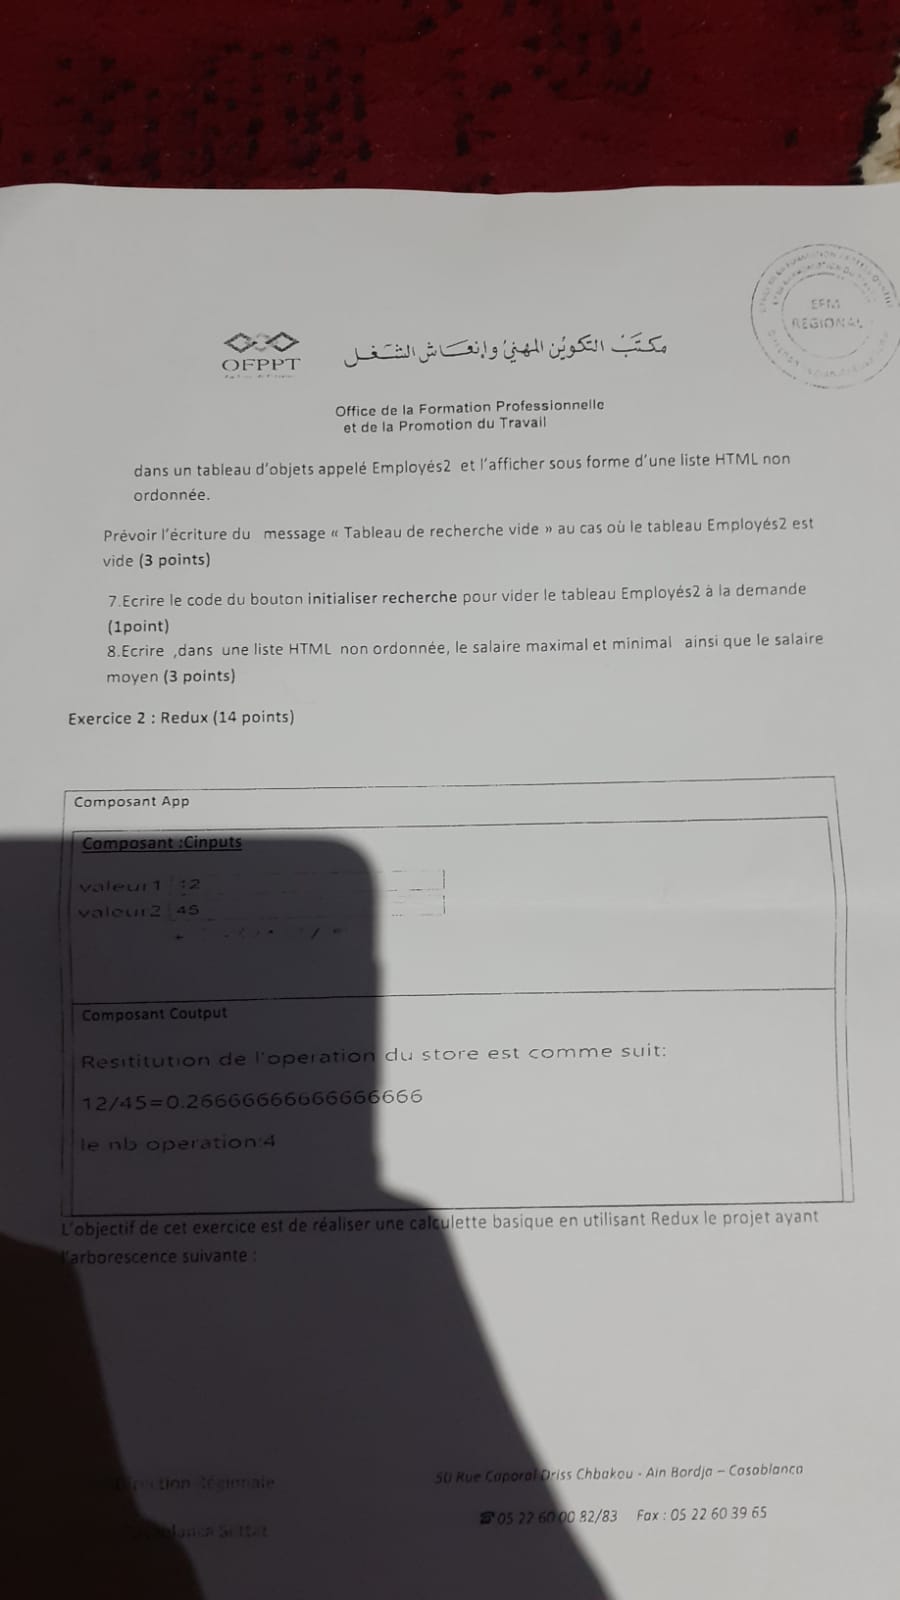 EFM
REGIONAL
OFPPT
مكتب التكوين المهني وإنعاش الشغل
Office de la Formation Professionnelle
et de la Promotion du Travail
dans un tableau d'objets appelé Employés2 et l'afficher sous forme d'une liste HTML non
ordonnée.
Prévoir l'écriture du message « Tableau de recherche vide » au cas où le tableau Employés2 est
vide (3 points)
7.Ecrire le code du bouton initialiser recherche pour vider le tableau Employés2 à la demande
(1point)
8.Ecrire ,dans une liste HTML non ordonnée, le salaire maximal et minimal ainsi que le salaire
moyen (3 points)
Exercice 2 : Redux (14 points)
Composant App
Composant :Cinputs
valeur1 12
valeur2 45
+ - * /
Composant Coutput
Resititution de l'operation du store est comme suit:
12/45=0.26666666666666666
le nb operation:4
L'objectif de cet exercice est de réaliser une calculette basique en utilisant Redux le projet ayant
l'arborescence suivante :
Direction Régionale
50 Rue Caporal Driss Chbakou - Ain Bordja – Casablanca
Casablanca Settat
☎05 22 60 00 82/83 Fax : 05 22 60 39 65